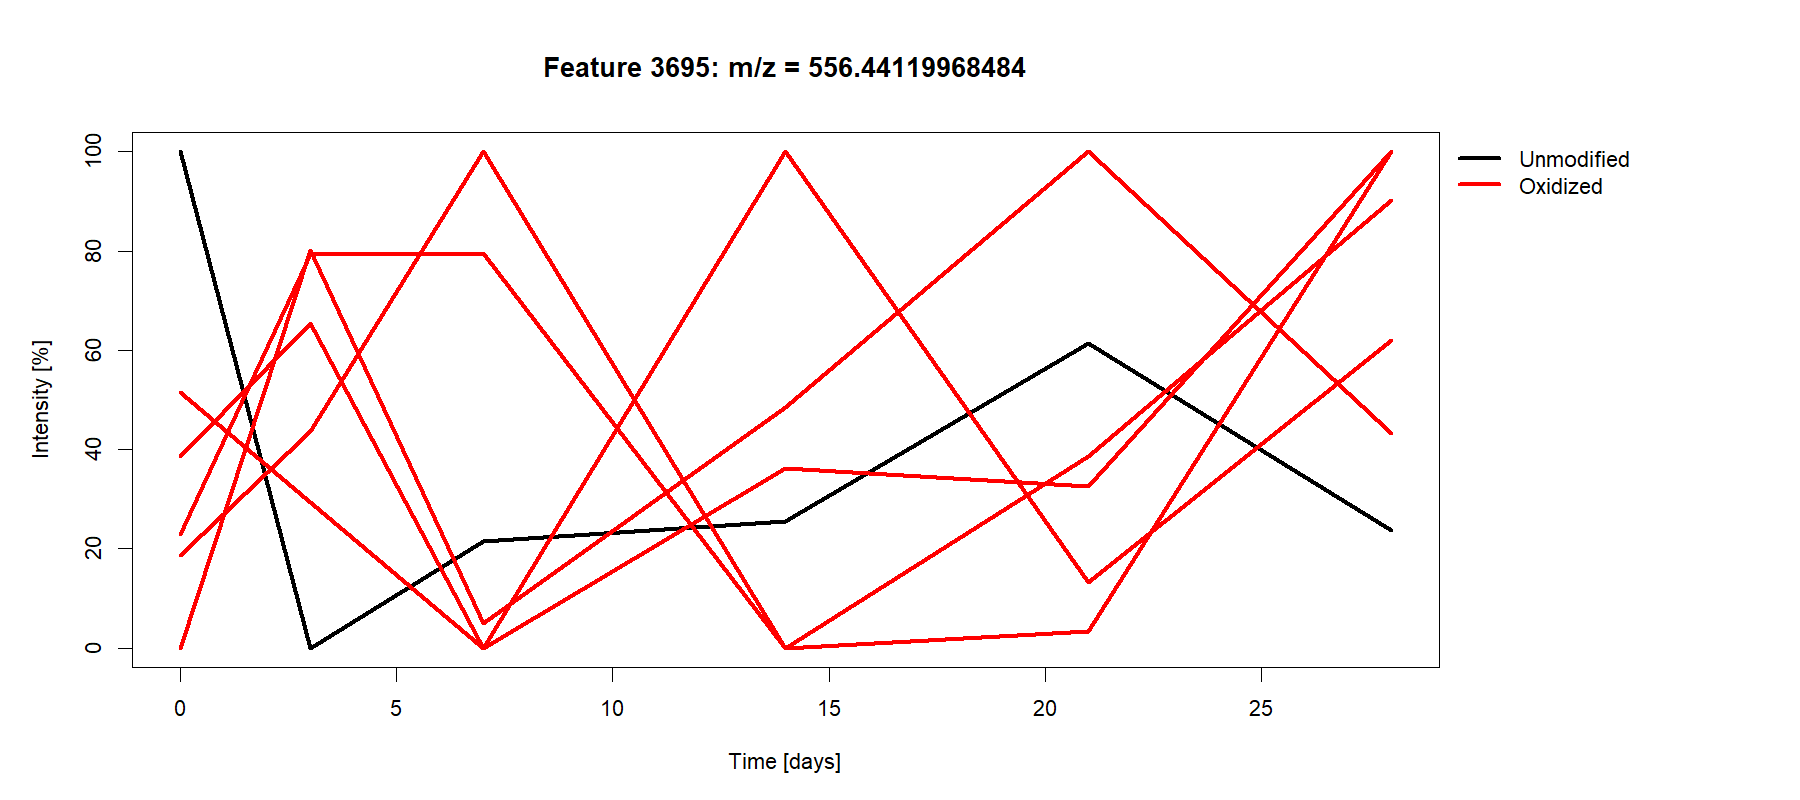 Feature 3695: m/z = 556.44119968484
Unmodified
Oxidized
Intensity [%]
100
80
60
40
20
0
0 5 10 15 20 25
Time [days]